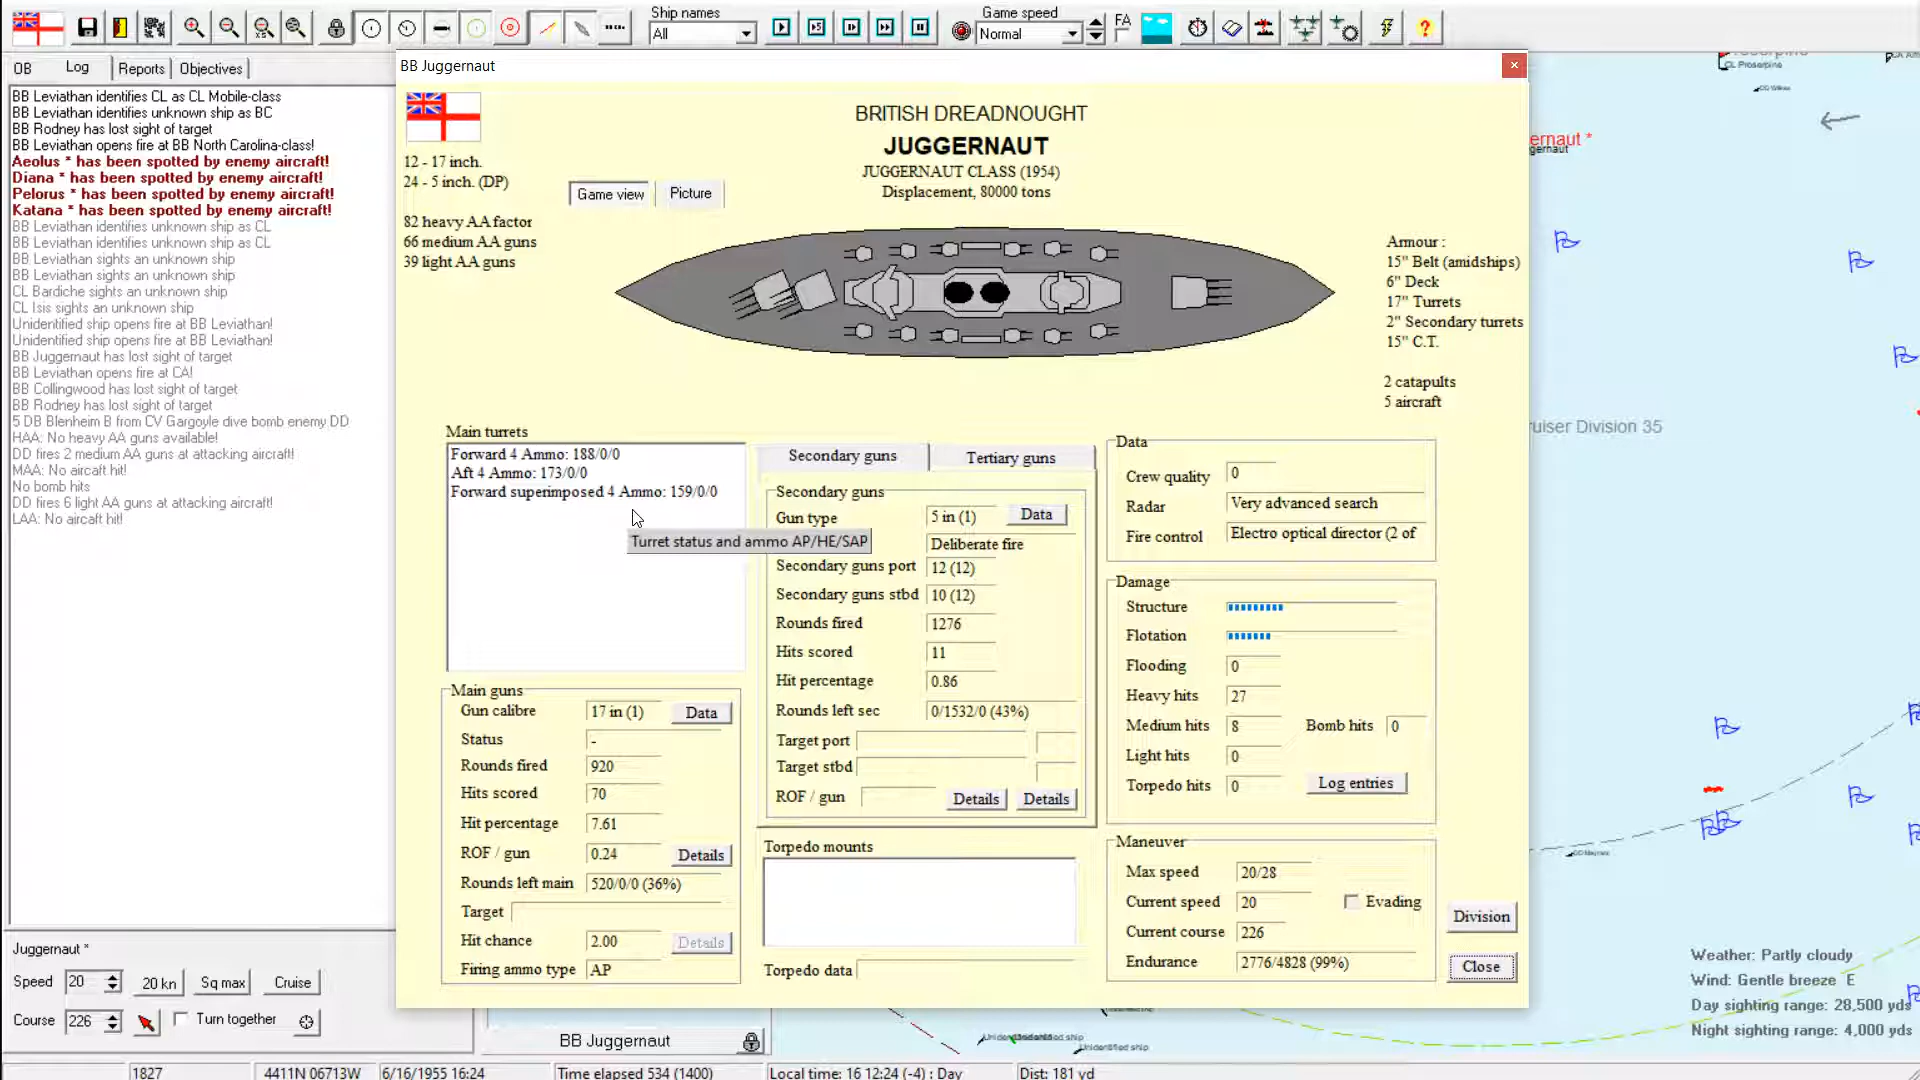 Ship names
All
Game speed
Normal
FA
OB
Log
Reports
Objectives
BB Leviathan identifies CL as CL Mobile-class
BB Leviathan identifies unknown ship as BC
BB Rodney has lost sight of target
BB Leviathan opens fire at BB North Carolina-class!
Aeolus * has been spotted by enemy aircraft!
Diana * has been spotted by enemy aircraft!
Pelorus * has been spotted by enemy aircraft!
Katana * has been spotted by enemy aircraft!
BB Leviathan identifies unknown ship as CL
BB Leviathan identifies unknown ship as CL
BB Leviathan sights an unknown ship
BB Leviathan sights an unknown ship
CL Bardiche sights an unknown ship
CL Isis sights an unknown ship
Unidentified ship opens fire at BB Leviathan!
Unidentified ship opens fire at BB Leviathan!
BB Juggernaut has lost sight of target
BB Leviathan opens fire at CA!
BB Collingwood has lost sight of target
BB Rodney has lost sight of target
5 DB Blenheim B from CV Gargoyle dive bomb enemy DD
HAA: No heavy AA guns available!
DD fires 2 medium AA guns at attacking aircraft!
MAA: No aircaft hit!
No bomb hits
DD fires 6 light AA guns at attacking aircraft!
LAA: No aircaft hit!
BB Juggernaut
BRITISH DREADNOUGHT
JUGGERNAUT
JUGGERNAUT CLASS (1954)
Displacement, 80000 tons
12 - 17 inch.
24 - 5 inch. (DP)
82 heavy AA factor
66 medium AA guns
39 light AA guns
Game view
Picture
Armour :
15" Belt (amidships)
6" Deck
17" Turrets
2" Secondary turrets
15" C.T.
2 catapults
5 aircraft
Main turrets
Forward 4 Ammo: 188/0/0
Aft 4 Ammo: 173/0/0
Forward superimposed 4 Ammo: 159/0/0
Turret status and ammo AP/HE/SAP
Main guns
Gun calibre 17 in (1) Data
Status -
Rounds fired 920
Hits scored 70
Hit percentage 7.61
ROF / gun 0.24 Details
Rounds left main 520/0/0 (36%)
Target
Hit chance 2.00 Details
Firing ammo type AP
Secondary guns
Tertiary guns
Secondary guns
Gun type 5 in (1) Data
Deliberate fire
Secondary guns port 12 (12)
Secondary guns stbd 10 (12)
Rounds fired 1276
Hits scored 11
Hit percentage 0.86
Rounds left sec 0/1532/0 (43%)
Target port
Target stbd
ROF / gun Details Details
Torpedo mounts
Torpedo data
Data
Crew quality 0
Radar Very advanced search
Fire control Electro optical director (2 of
Damage
Structure
Flotation
Flooding 0
Heavy hits 27
Medium hits 8 Bomb hits 0
Light hits 0
Torpedo hits 0 Log entries
Maneuver
Max speed 20/28
Current speed 20 Evading
Current course 226
Endurance 2776/4828 (99%)
Division
Close
CL Proserpine
ernaut *
gernaut
uiser Division 35
Weather: Partly cloudy
Wind: Gentle breeze E
Day sighting range: 28,500 yds
Night sighting range: 4,000 yds
Unidentified ship
Juggernaut *
Speed 20 20 kn Sq max Cruise
Course 226 Turn together
BB Juggernaut
1827 4411N 06713W 6/16/1955 16:24 Time elapsed 534 (1400) Local time: 16 12:24 (-4) : Day Dist: 181 yd